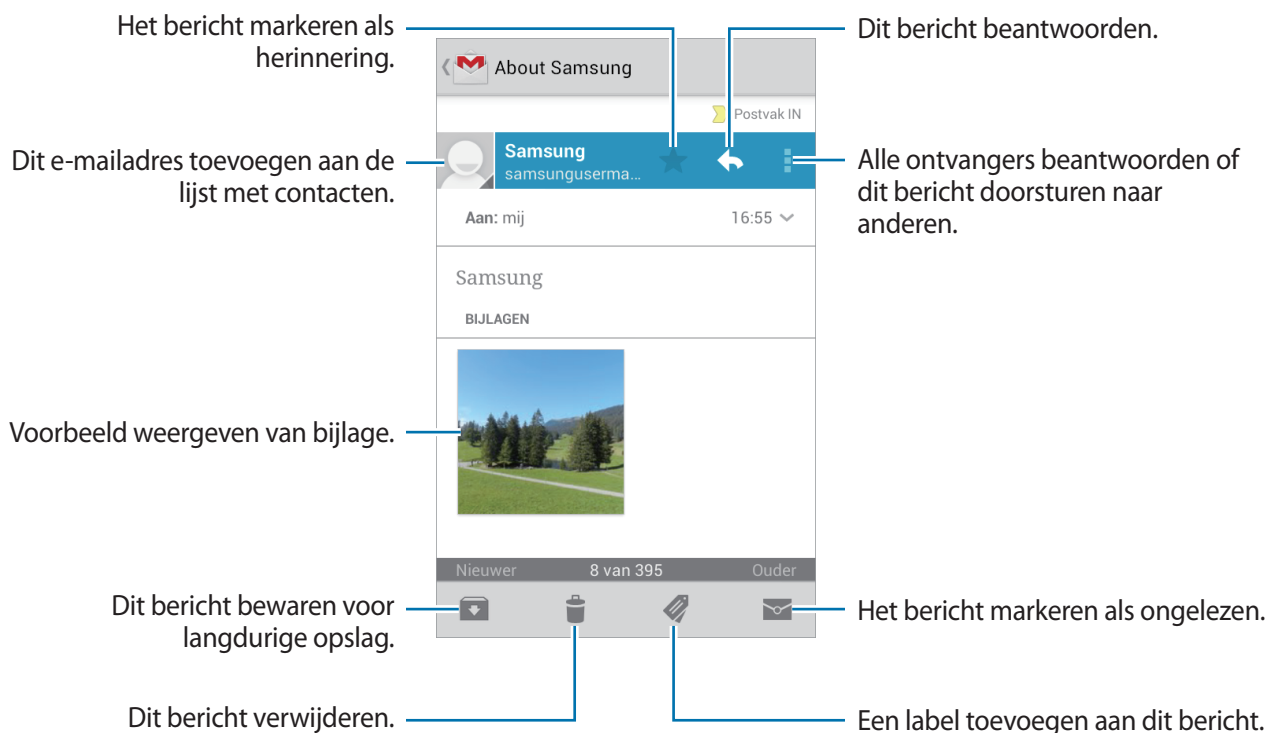 Het bericht markeren als
herinnering.
Dit bericht beantwoorden.
About Samsung
Postvak IN
Dit e-mailadres toevoegen aan de
lijst met contacten.
Samsung
samsunguserma...
Alle ontvangers beantwoorden of
dit bericht doorsturen naar
anderen.
Aan: mij 16:55
Samsung
BIJLAGEN
Voorbeeld weergeven van bijlage.
Nieuwer 8 van 395 Ouder
Dit bericht bewaren voor
langdurige opslag.
Het bericht markeren als ongelezen.
Dit bericht verwijderen.
Een label toevoegen aan dit bericht.